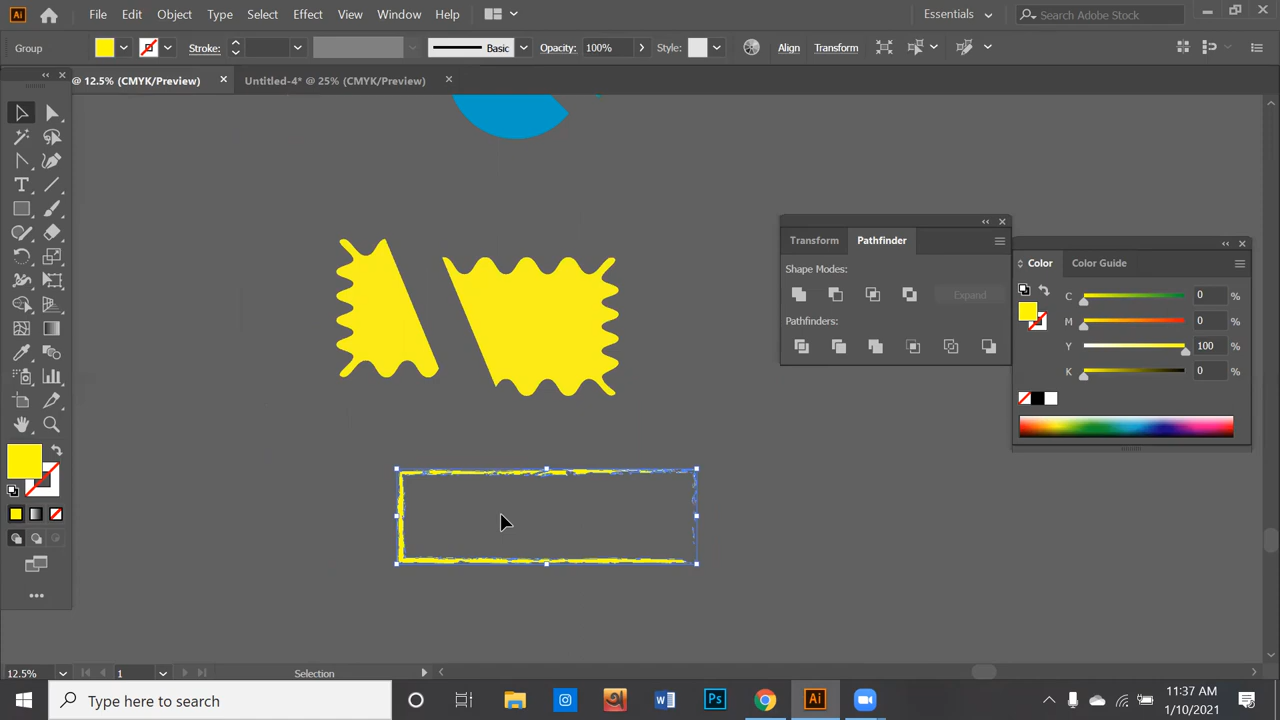 Ai File Edit Object Type Select Effect View Window Help Essentials Search Adobe Stock
Group Stroke: Basic Opacity: 100% Style: Align Transform
@ 12.5% (CMYK/Preview) × Untitled-4* @ 25% (CMYK/Preview) ×
Transform Pathfinder
Shape Modes:
Expand
Pathfinders:
Color Color Guide
C 0 %
M 0 %
Y 100 %
K 0 %
T
12.5% 1 Selection
Type here to search
W Ps Ai
11:37 AM
1/10/2021